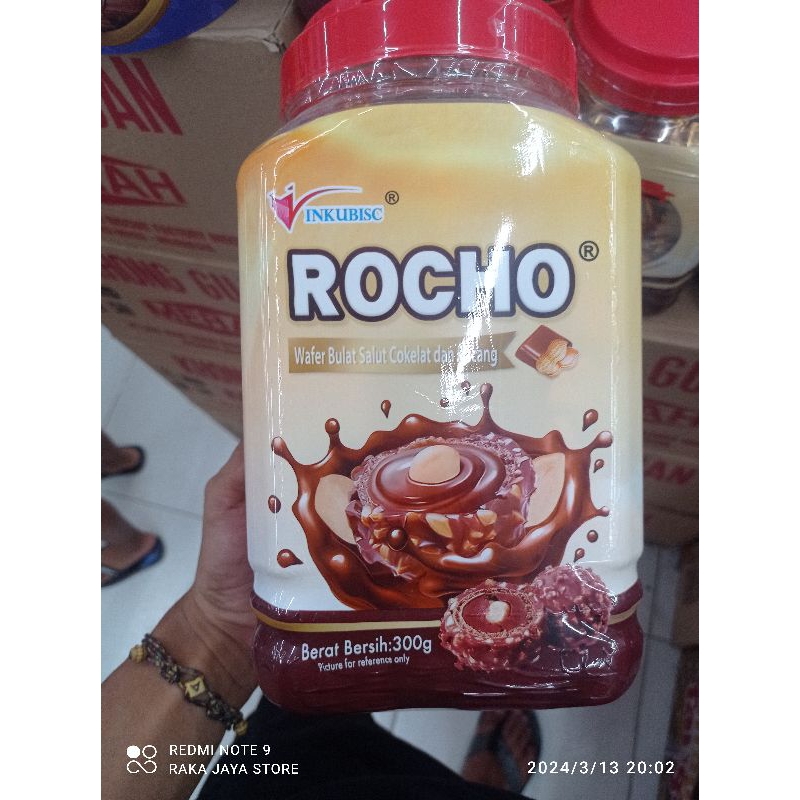 INKUBISC ®
ROCHO ®
Wafer Bulat Salut Cokelat dan
Berat Bersih:300g
Picture for reference only
REDMI NOTE 9
RAKA JAYA STORE
2024/3/13 20:02